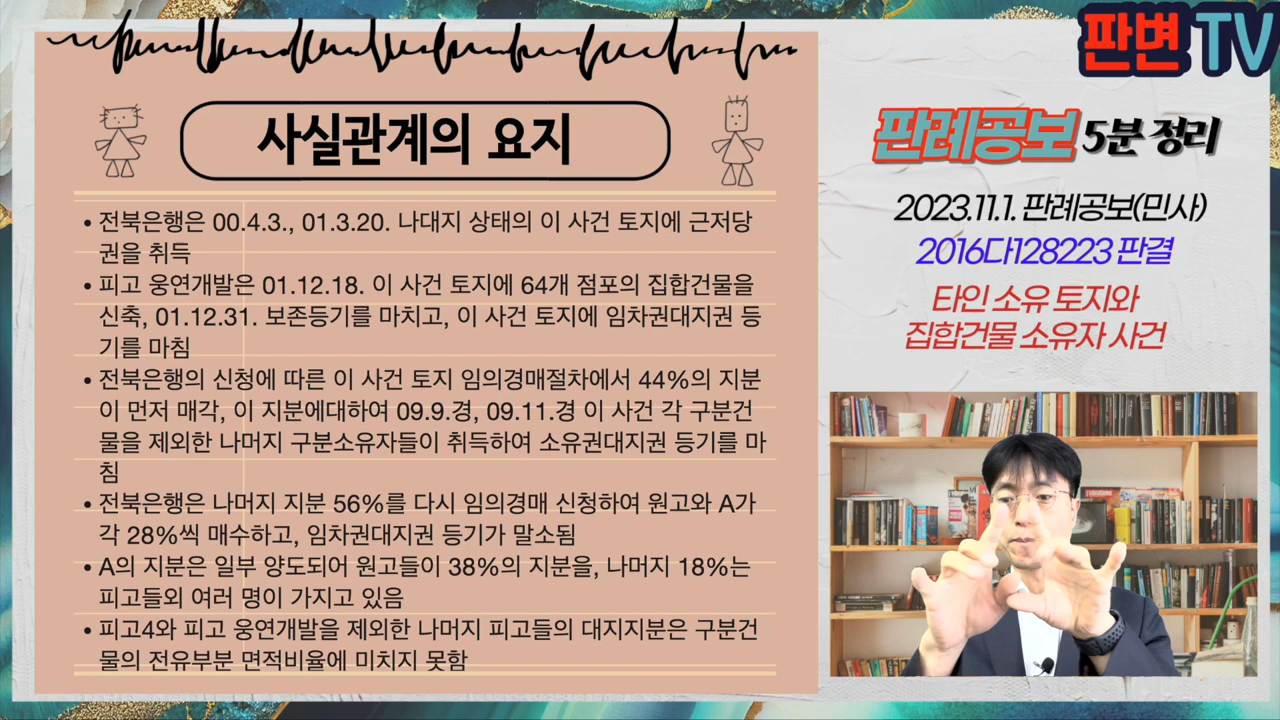 판변 TV
사실관계의 요지
• 전북은행은 00.4.3., 01.3.20. 나대지 상태의 이 사건 토지에 근저당
권을 취득
• 피고 웅연개발은 01.12.18. 이 사건 토지에 64개 점포의 집합건물을
신축, 01.12.31. 보존등기를 마치고, 이 사건 토지에 임차권대지권 등
기를 마침
• 전북은행의 신청에 따른 이 사건 토지 임의경매절차에서 44%의 지분
이 먼저 매각, 이 지분에대하여 09.9.경, 09.11.경 이 사건 각 구분건
물을 제외한 나머지 구분소유자들이 취득하여 소유권대지권 등기를 마
침
• 전북은행은 나머지 지분 56%를 다시 임의경매 신청하여 원고와 A가
각 28%씩 매수하고, 임차권대지권 등기가 말소됨
• A의 지분은 일부 양도되어 원고들이 38%의 지분을, 나머지 18%는
피고들외 여러 명이 가지고 있음
• 피고4와 피고 웅연개발을 제외한 나머지 피고들의 대지지분은 구분건
물의 전유부분 면적비율에 미치지 못함
판례공보 5분 정리
2023.11.1. 판례공보(민사)
2016다128223 판결
타인 소유 토지와
집합건물 소유자 사건